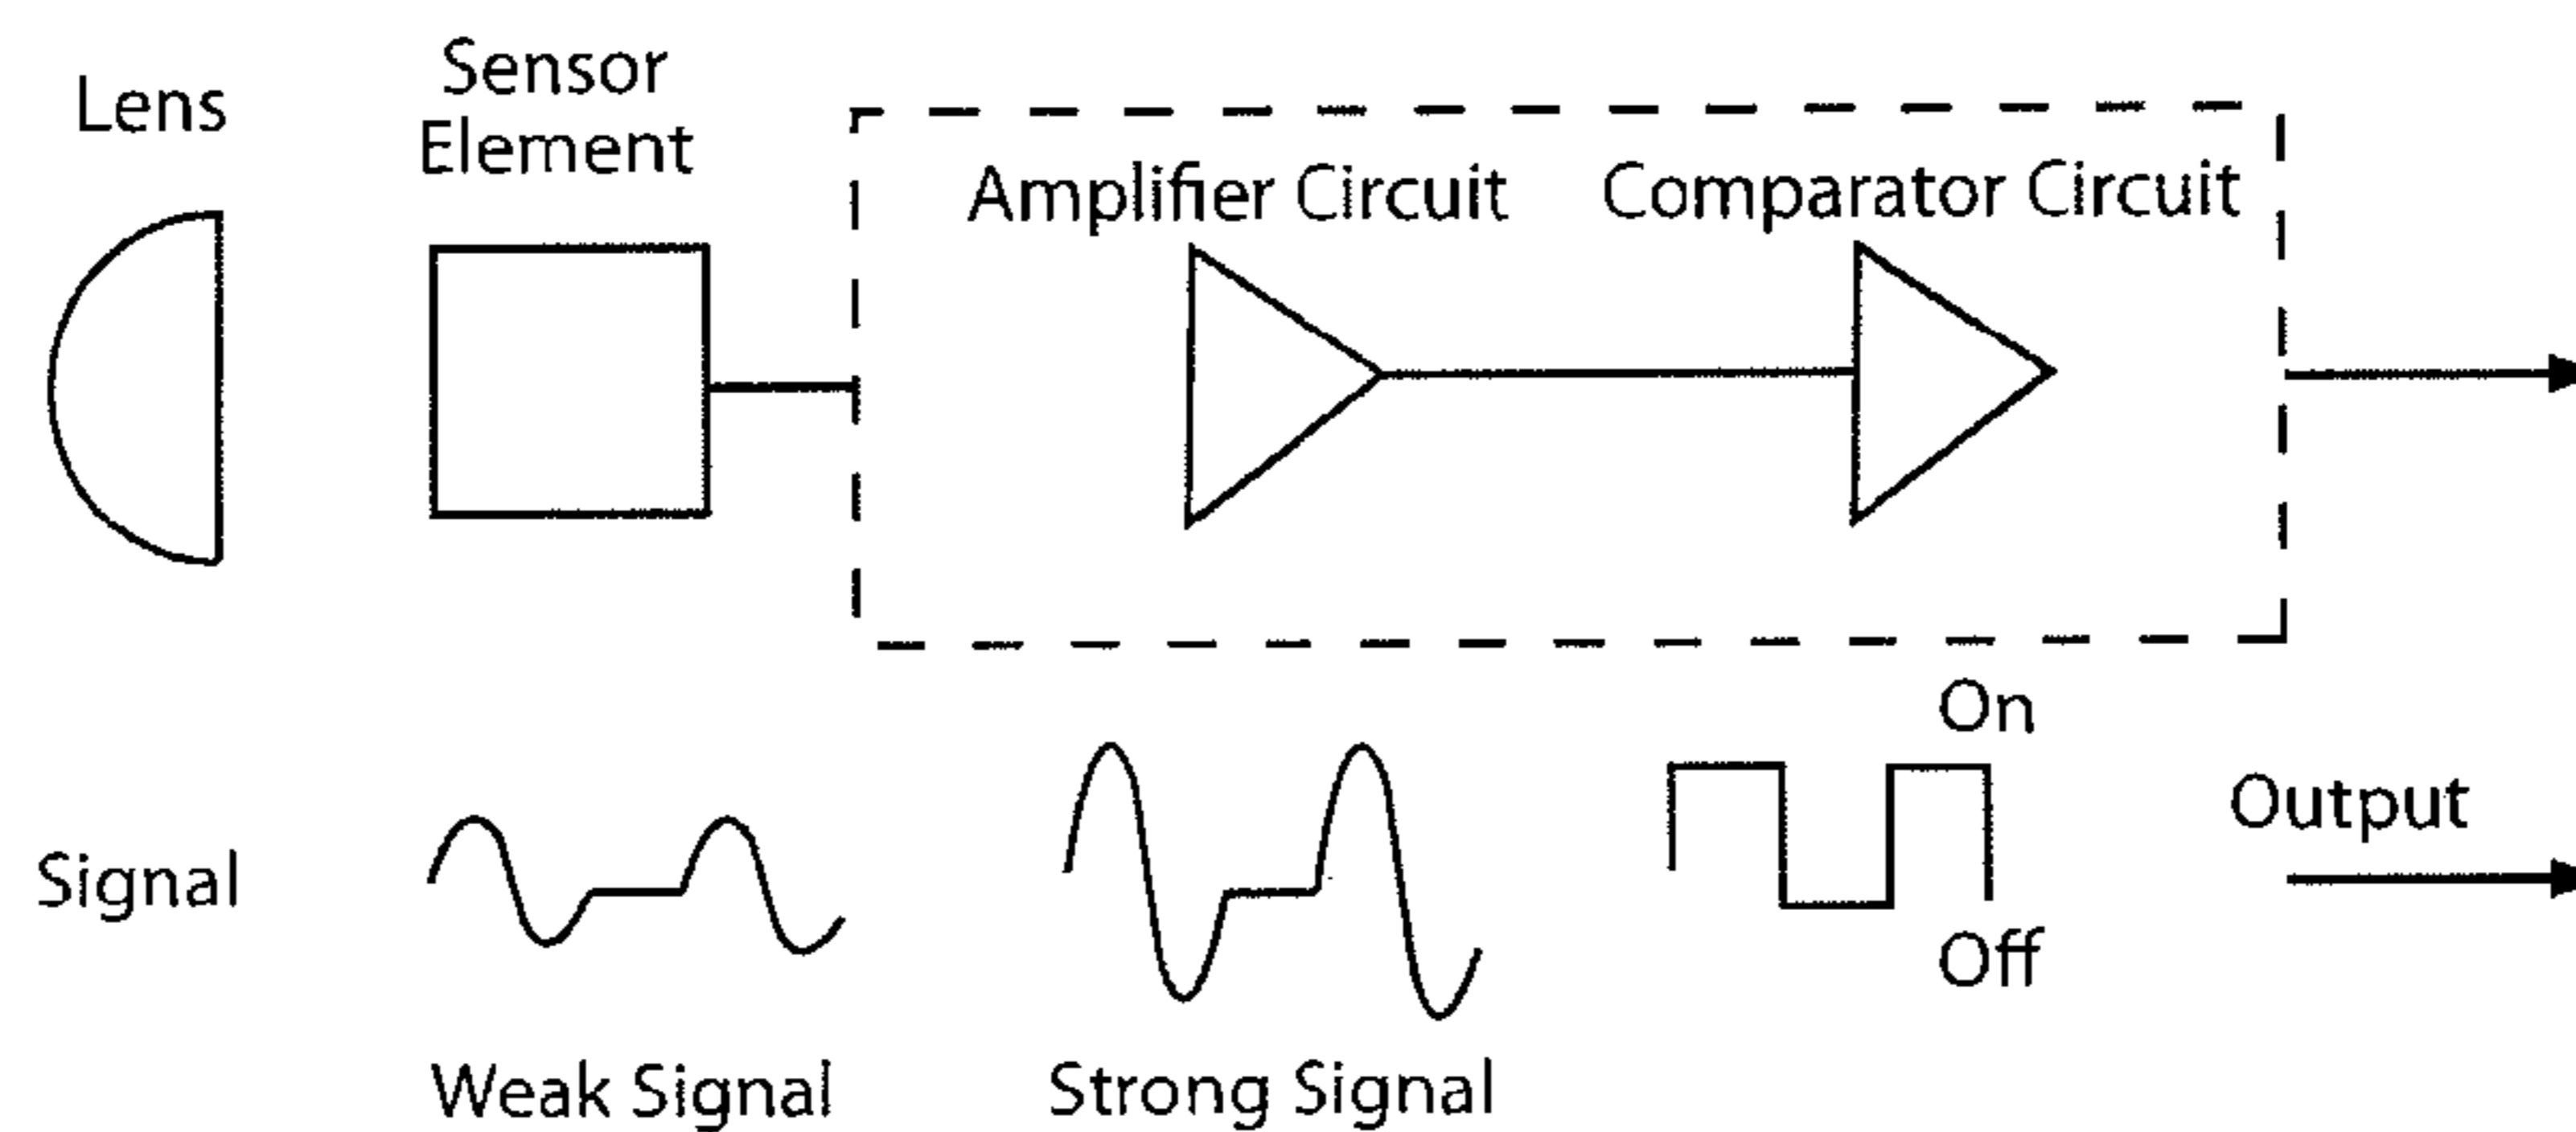 Lens
Sensor
Element
Amplifier Circuit
Comparator Circuit
On
Off
Output
Signal
Weak Signal
Strong Signal